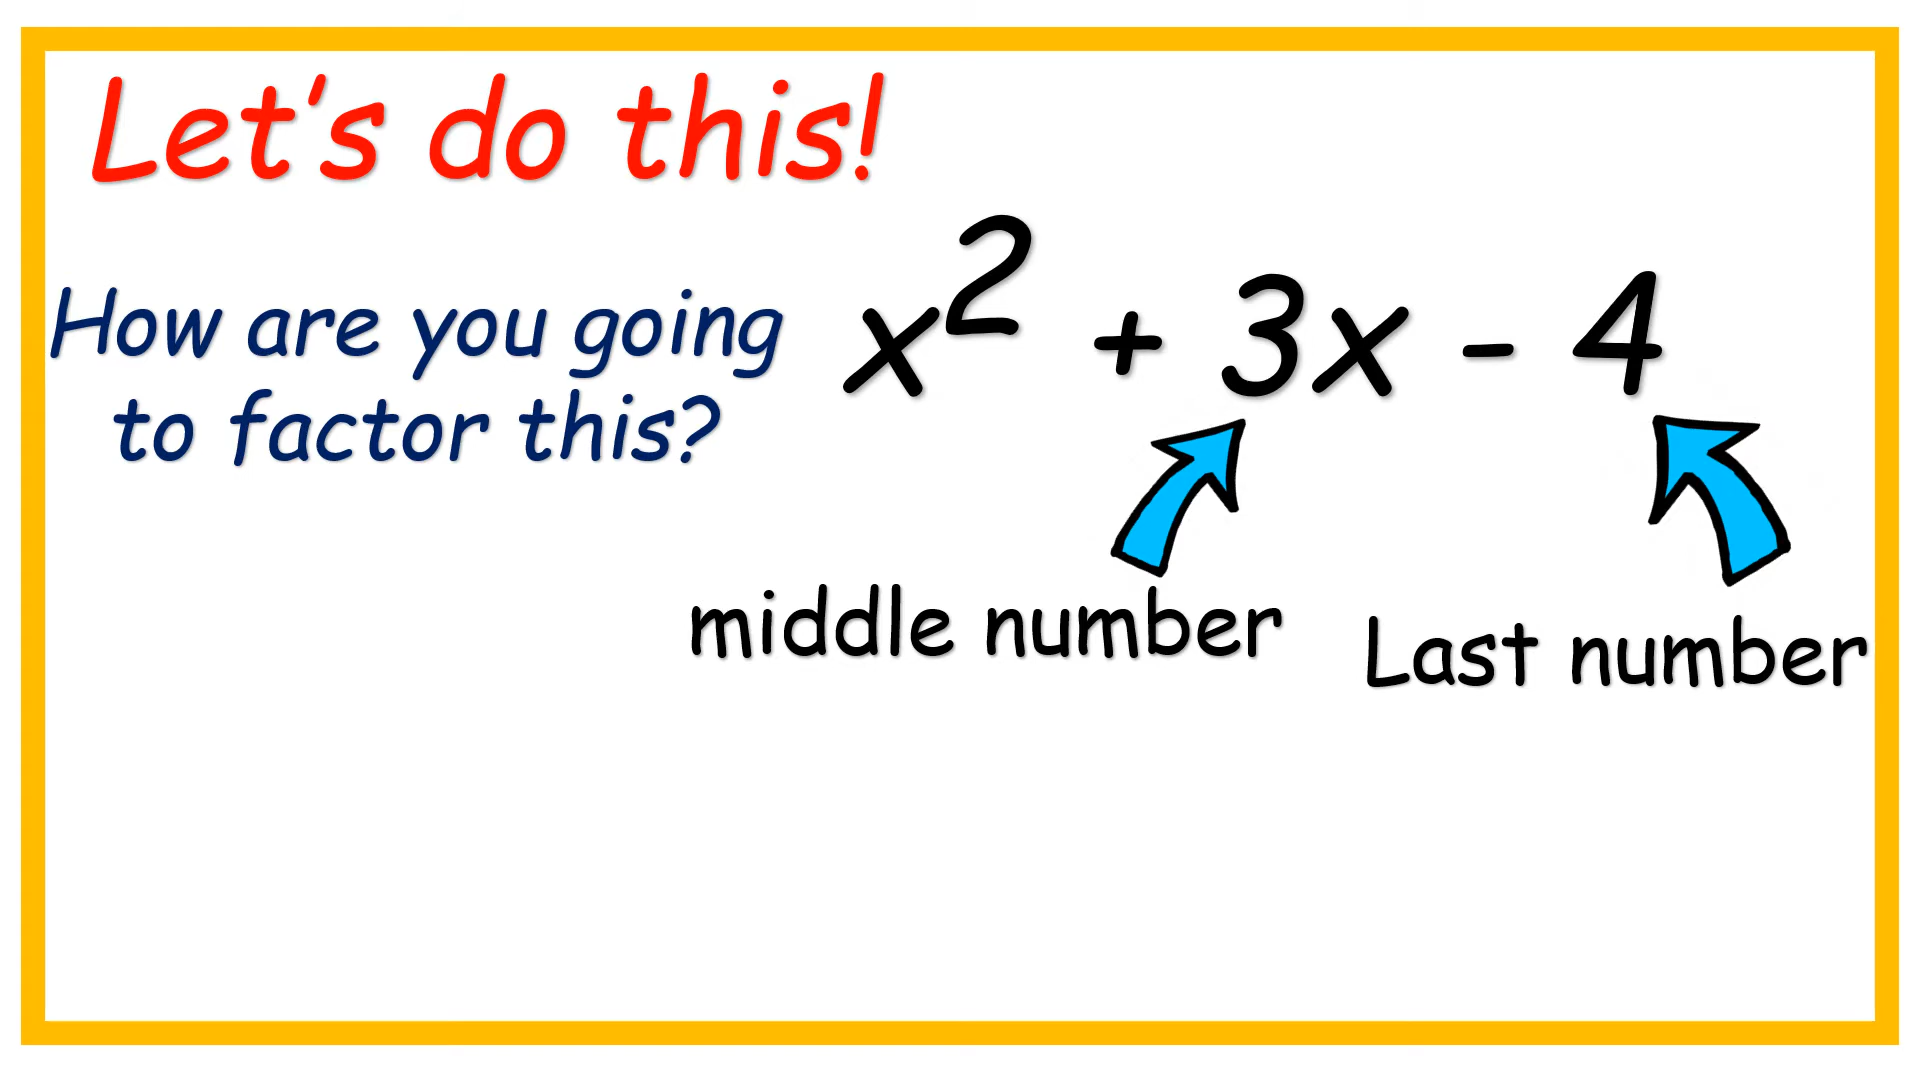 Let's do this!
How are you going
to factor this?
x² + 3x - 4
middle number
Last number